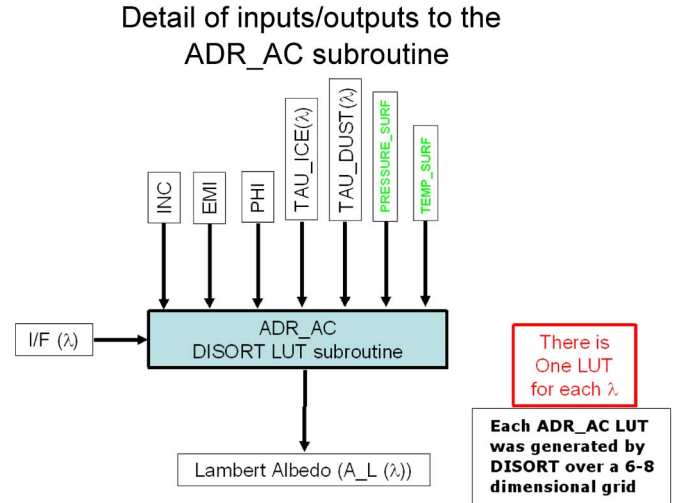 Detail of inputs/outputs to the
ADR_AC subroutine
INC
EMI
PHI
TAU_ICE(λ)
TAU_DUST(λ)
PRESSURE_SURF
TEMP_SURF
I/F (λ)
ADR_AC
DISORT LUT subroutine
Lambert Albedo (A_L (λ))
There is
One LUT
for each λ
Each ADR_AC LUT
was generated by
DISORT over a 6-8
dimensional grid